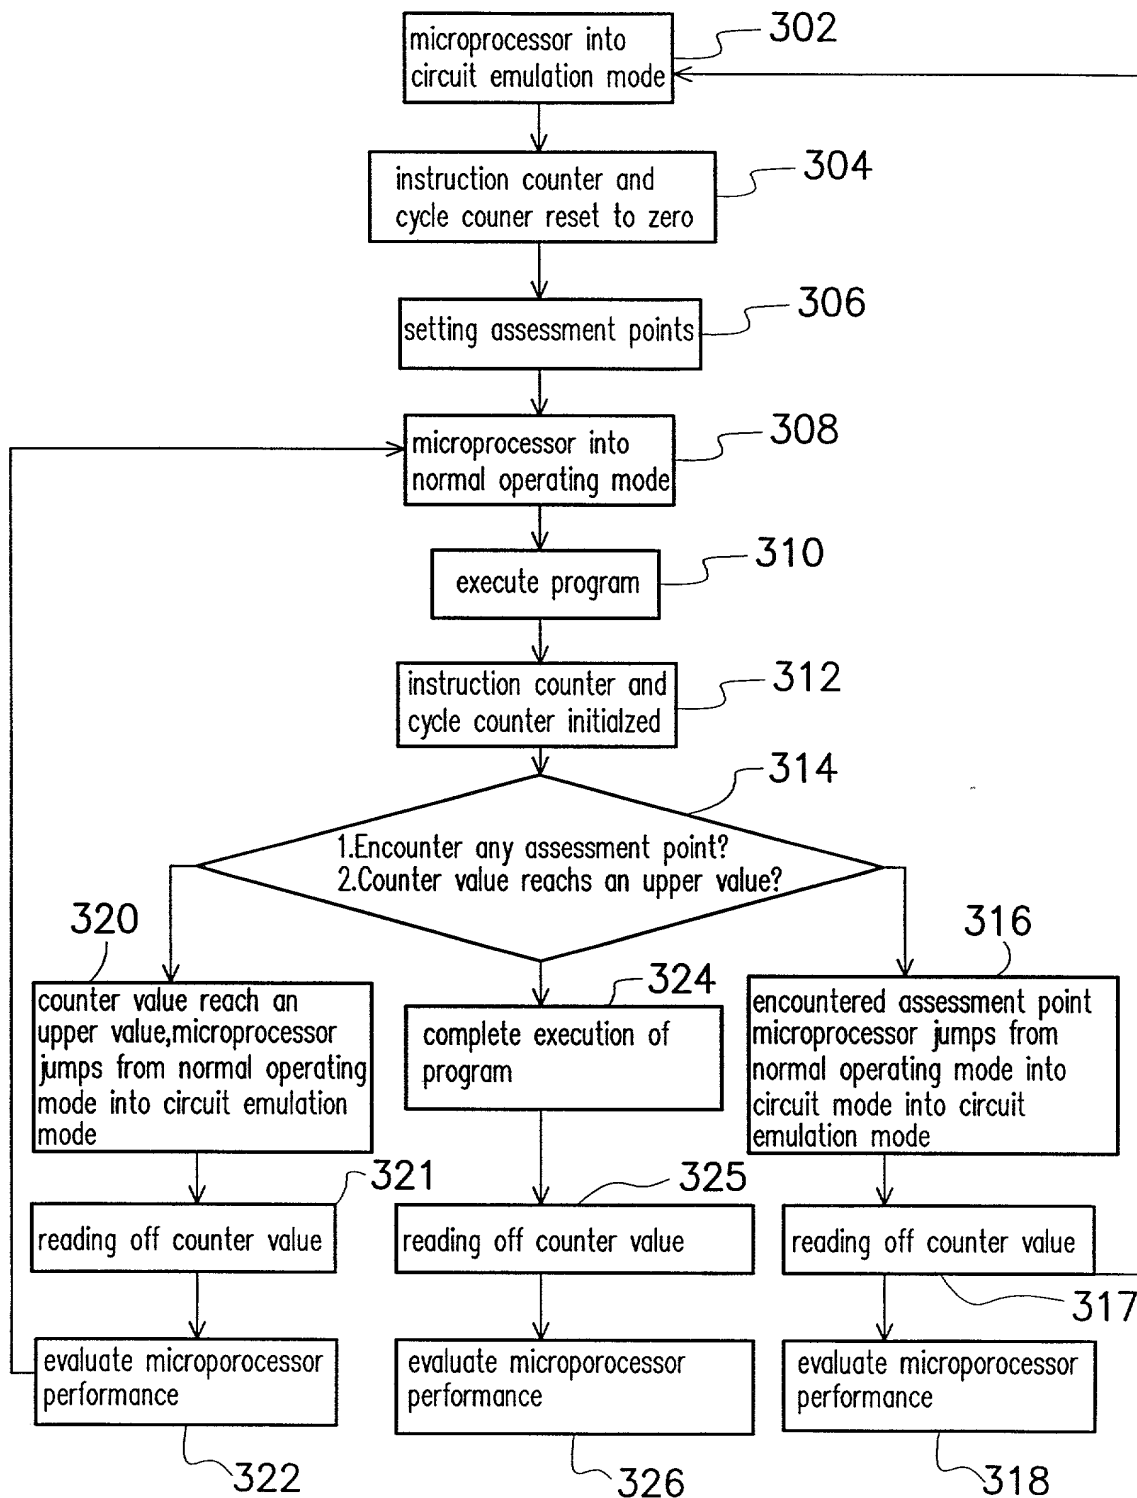 302
microprocessor into
circuit emulation mode
304
instruction counter and
cycle couner reset to zero
306
setting assessment points
308
microprocessor into
normal operating mode
310
execute program
312
instruction counter and
cycle counter initialzed
314
1.Encounter any assessment point?
2.Counter value reachs an upper value?
320
counter value reach an
upper value,microprocessor
jumps from normal operating
mode into circuit emulation
mode
324
complete execution of
program
316
encountered assessment point
microprocessor jumps from
normal operating mode into
circuit mode into circuit
emulation mode
321
reading off counter value
325
reading off counter value
reading off counter value
317
evaluate microporocessor
performance
322
evaluate microporocessor
performance
326
evaluate microporocessor
performance
318